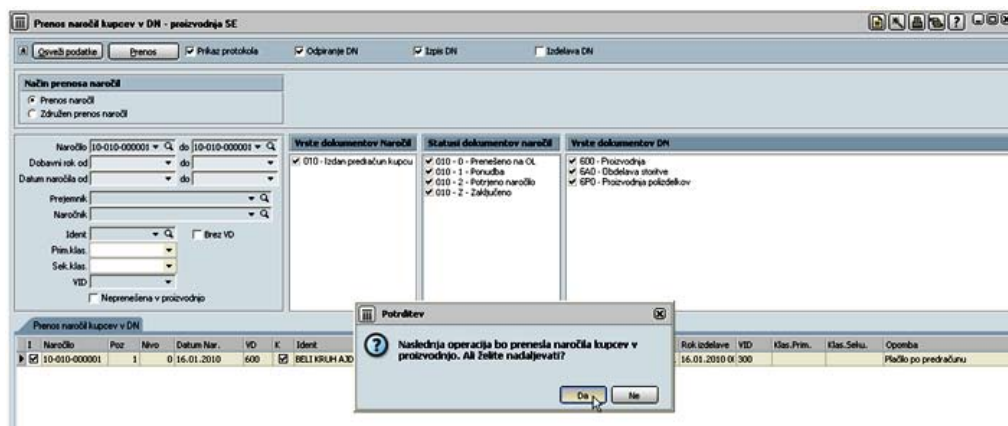 Prenos naročil kupcev v DN - proizvodnja SE
Osveži podatke Prenos Prikaz protokola Odpiranje DN Izpis DN Izdelava DN
Način prenosa naročil
Prenos naročil
Združen prenos naročil
Naročilo 10-010-000001 do 10-010-000001
Dobavni rok od do
Datum naročila od do
Prejemnik
Naročnik
Ident Brez VD
Prim.klas.
Sek.klas.
VID
Neprenešena v proizvodnjo
Vrste dokumentov Naročil
010 - Izdan predračun kupcu
Statusi dokumentov naročil
010 - 0 - Prenešeno na OL
010 - 1 - Ponudba
010 - 2 - Potrjeno naročilo
010 - Z - Zaključeno
Vrste dokumentov DN
600 - Proizvodnja
6A0 - Obdelava storitve
6P0 - Proizvodnja polizdelkov
Potrditev
Naslednja operacija bo prenesla naročila kupcev v
proizvodnjo. Ali želite nadaljevati?
Da Ne
Prenos naročil kupcev v DN
I Naročilo Poz Nivo Datum Nar. VD K Ident Rok izdelave VID Klas.Prim. Klas.Seku. Opomba
10-010-000001 1 0 16.01.2010 600 BELI KRUH AJD 16.01.2010 300 Plačilo po predračunu